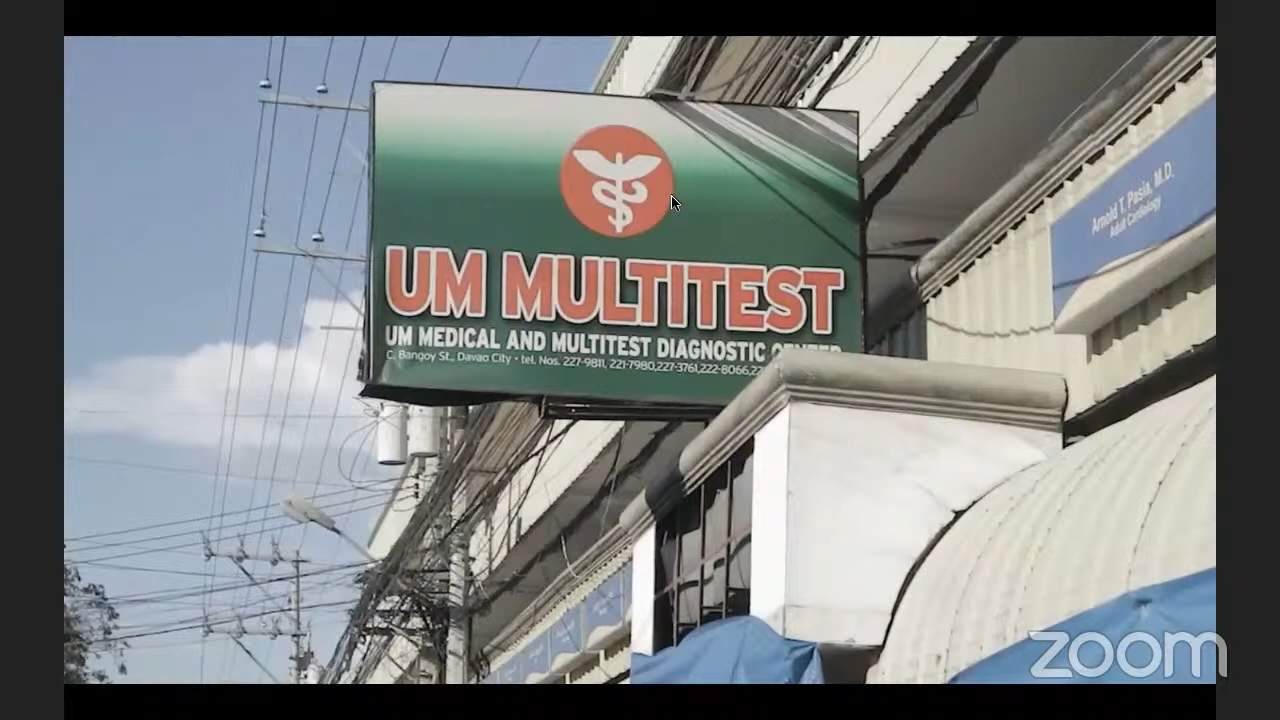 UM MULTITEST
UM MEDICAL AND MULTITEST DIAGNOSTIC CENTER
C. Bangoy St., Davao City • tel. Nos. 227-9811, 221-7980,227-3761,222-8066,
Arnold T. Pasia, M.D.
Adult Cardiology
zoom